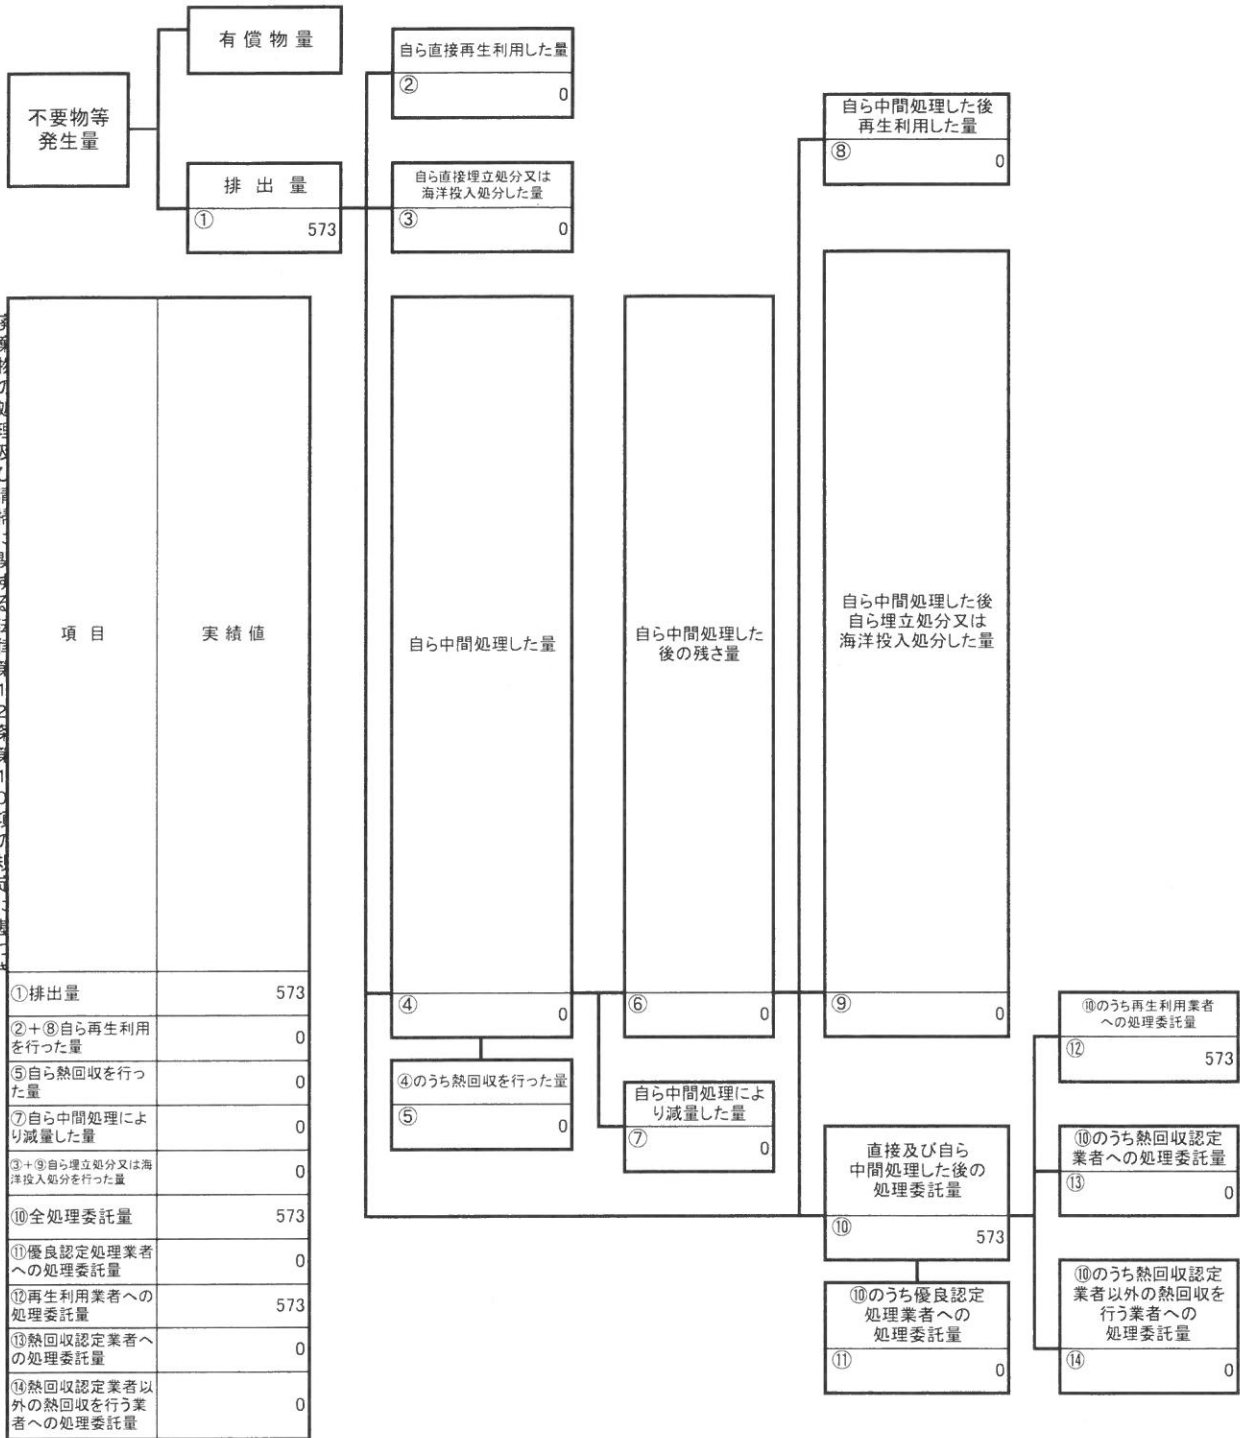 有償物量
不要物等
発生量
排出量
①
573
自ら直接再生利用した量
②
0
自ら直接埋立処分又は
海洋投入処分した量
③
0
自ら中間処理した後
再生利用した量
⑧
0
項目
実績値
①排出量
573
②+⑧自ら再生利用
を行った量
0
⑤自ら熱回収を行っ
た量
0
⑦自ら中間処理によ
り減量した量
0
③+⑨自ら埋立処分又は海
洋投入処分を行った量
0
⑩全処理委託量
573
⑪優良認定処理業者
への処理委託量
0
⑫再生利用業者への
処理委託量
573
⑬熱回収認定業者へ
の処理委託量
0
⑭熱回収認定業者以
外の熱回収を行う業
者への処理委託量
0
自ら中間処理した量
④
0
④のうち熱回収を行った量
⑤
0
自ら中間処理した
後の残さ量
⑥
0
自ら中間処理によ
り減量した量
⑦
0
自ら中間処理した後
自ら埋立処分又は
海洋投入処分した量
⑨
0
直接及び自ら
中間処理した後の
処理委託量
⑩
573
⑩のうち優良認定
処理業者への
処理委託量
⑪
0
⑩のうち再生利用業者
への処理委託量
⑫
573
⑩のうち熱回収認定
業者への処理委託量
⑬
0
⑩のうち熱回収認定
業者以外の熱回収を
行う業者への
処理委託量
⑭
0